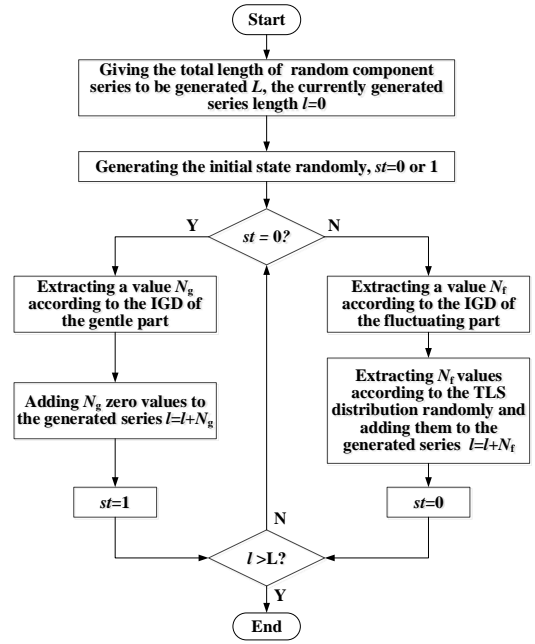 Start
Giving the total length of random component
series to be generated L, the currently generated
series length l=0
Generating the initial state randomly, st=0 or 1
Y
st = 0?
N
Extracting a value Ng
according to the IGD of
the gentle part
Adding Ng zero values to
the generated series l=l+Ng
st=1
Extracting a value Nf
according to the IGD of
the fluctuating part
Extracting Nf values
according to the TLS
distribution randomly and
adding them to the
generated series l=l+Nf
st=0
N
l >L?
Y
End